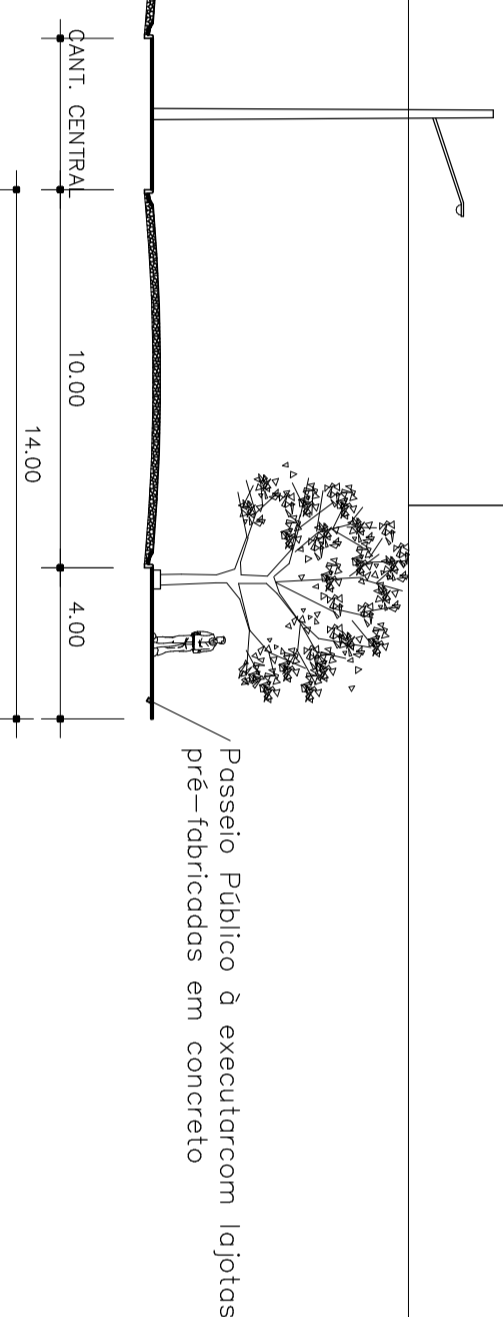 CANT. CENTRAL
10.00
4.00
14.00
Passeio Público à executarcom lajotas
pré-fabricadas em concreto